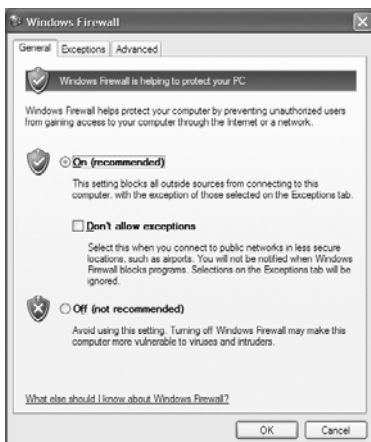 Windows Firewall
General Exceptions Advanced
Windows Firewall is helping to protect your PC
Windows Firewall helps protect your computer by preventing unauthorized users
from gaining access to your computer through the Internet or a network.
On (recommended)
This setting blocks all outside sources from connecting to this
computer, with the exception of those selected on the Exceptions tab.
Don't allow exceptions
Select this when you connect to public networks in less secure
locations, such as airports. You will not be notified when Windows
Firewall blocks programs. Selections on the Exceptions tab will be
ignored.
Off (not recommended)
Avoid using this setting. Turning off Windows Firewall may make this
computer more vulnerable to viruses and intruders.
What else should I know about Windows Firewall?
OK Cancel